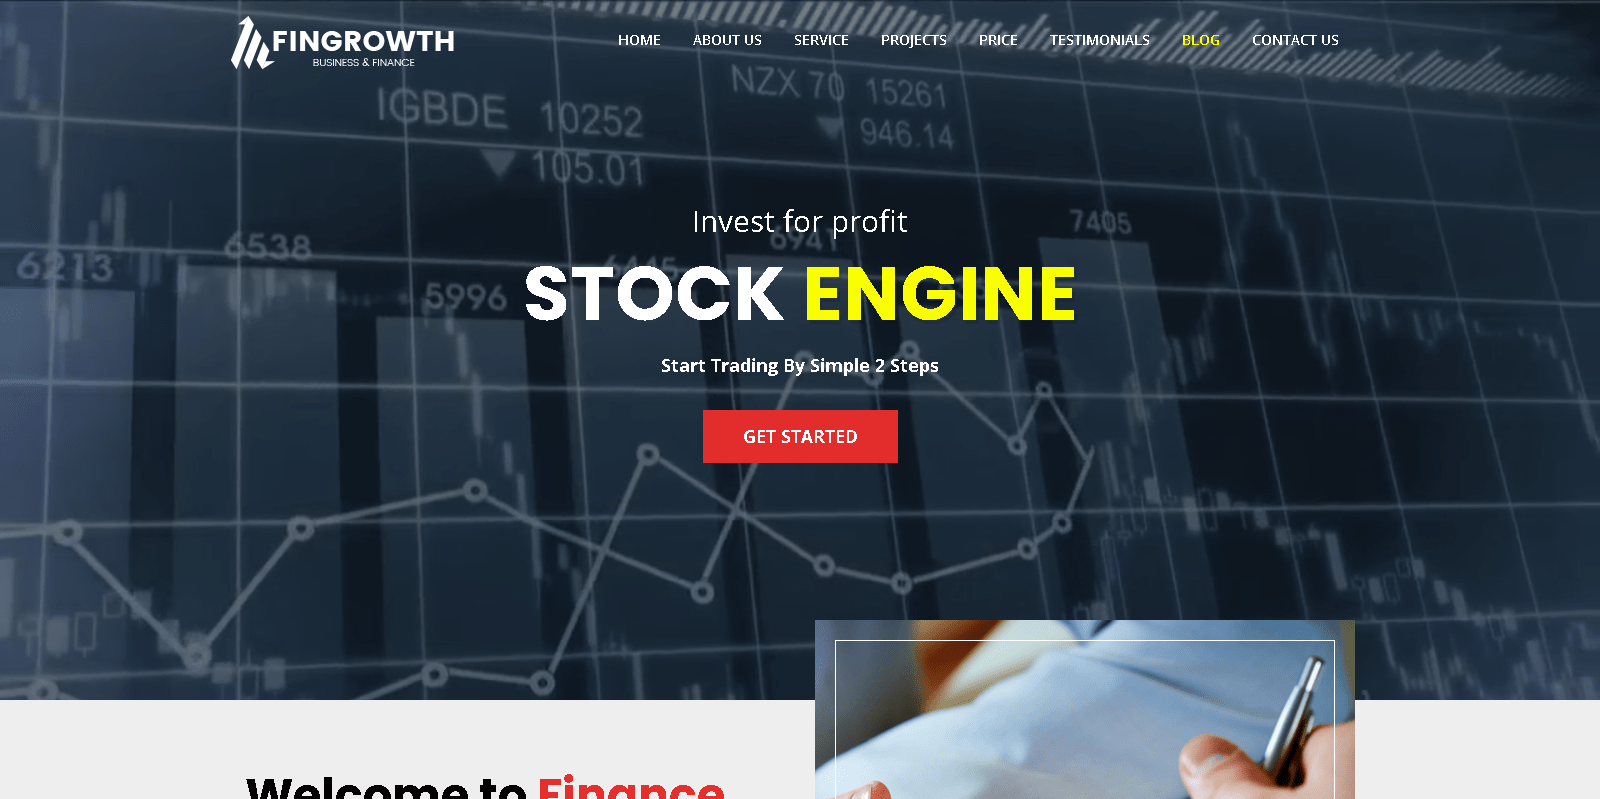 FINGROWTH
BUSINESS & FINANCE
HOME ABOUT US SERVICE PROJECTS PRICE TESTIMONIALS BLOG CONTACT US
IGBDE 10252
105.01
NZX 70 15261
946.14
6213
6538
5996
6445
6941
7405
Invest for profit
STOCK ENGINE
Start Trading By Simple 2 Steps
GET STARTED
Welcome to Finance